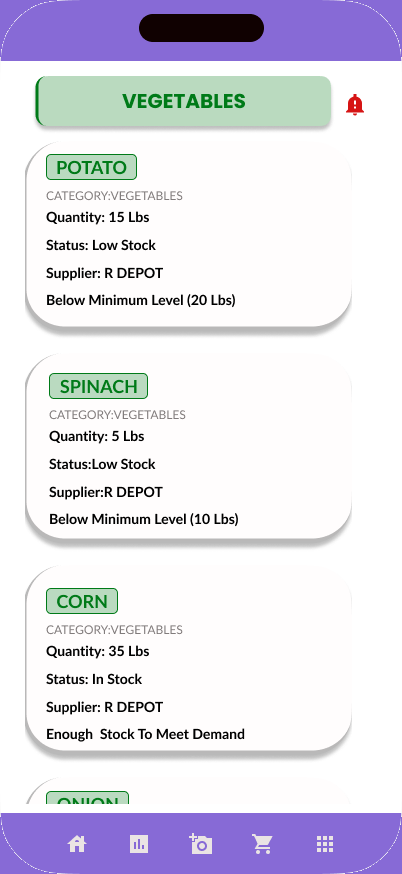 VEGETABLES
POTATO
CATEGORY:VEGETABLES
Quantity: 15 Lbs
Status: Low Stock
Supplier: R DEPOT
Below Minimum Level (20 Lbs)
SPINACH
CATEGORY:VEGETABLES
Quantity: 5 Lbs
Status:Low Stock
Supplier:R DEPOT
Below Minimum Level (10 Lbs)
CORN
CATEGORY:VEGETABLES
Quantity: 35 Lbs
Status: In Stock
Supplier: R DEPOT
Enough  Stock To Meet Demand
ONION